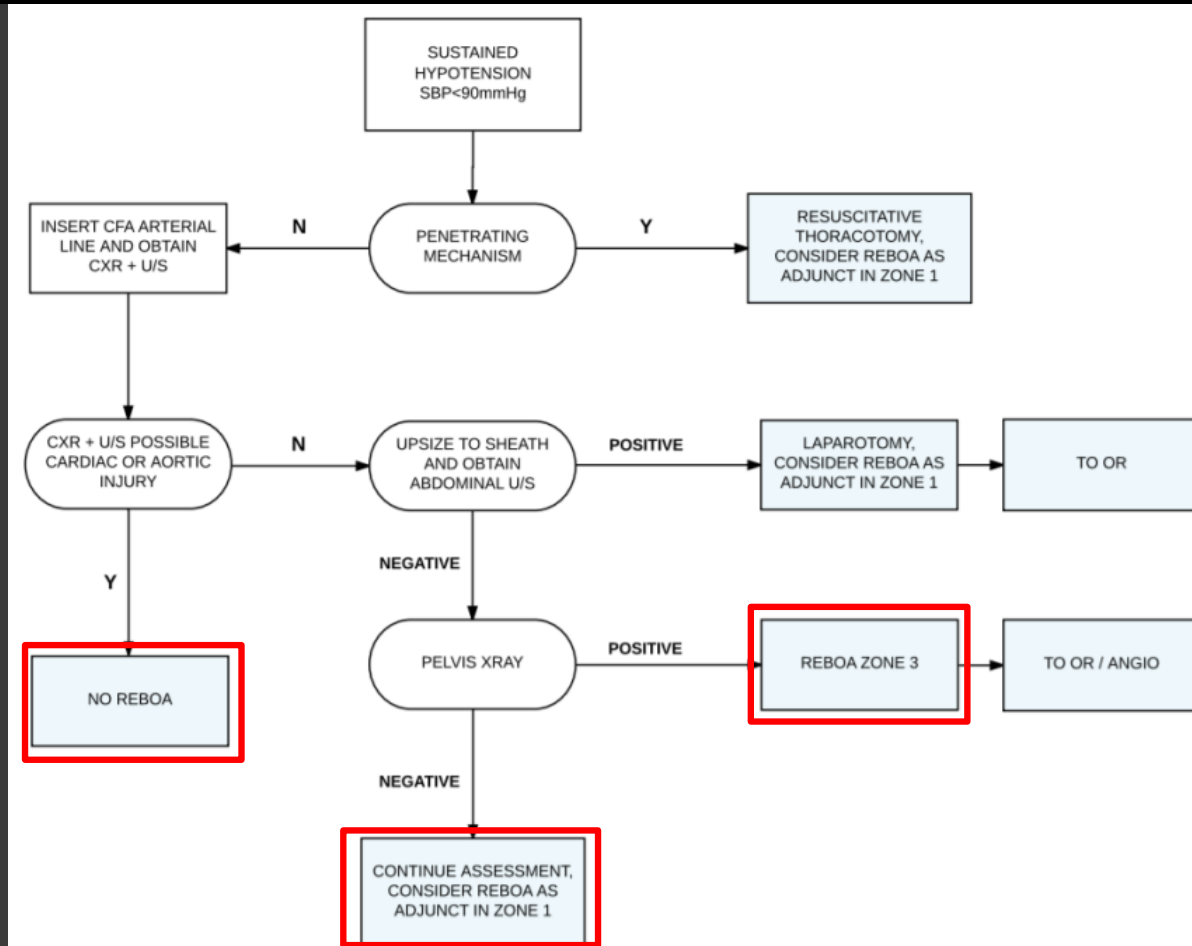 SUSTAINED
HYPOTENSION
SBP<90mmHg
INSERT CFA ARTERIAL
LINE AND OBTAIN
CXR + U/S
N
PENETRATING
MECHANISM
Y
RESUSCITATIVE
THORACOTOMY,
CONSIDER REBOA AS
ADJUNCT IN ZONE 1
CXR + U/S POSSIBLE
CARDIAC OR AORTIC
INJURY
N
UPSIZE TO SHEATH
AND OBTAIN
ABDOMINAL U/S
POSITIVE
LAPAROTOMY,
CONSIDER REBOA AS
ADJUNCT IN ZONE 1
TO OR
Y
NEGATIVE
NO REBOA
PELVIS XRAY
POSITIVE
REBOA ZONE 3
TO OR / ANGIO
NEGATIVE
CONTINUE ASSESSMENT,
CONSIDER REBOA AS
ADJUNCT IN ZONE 1